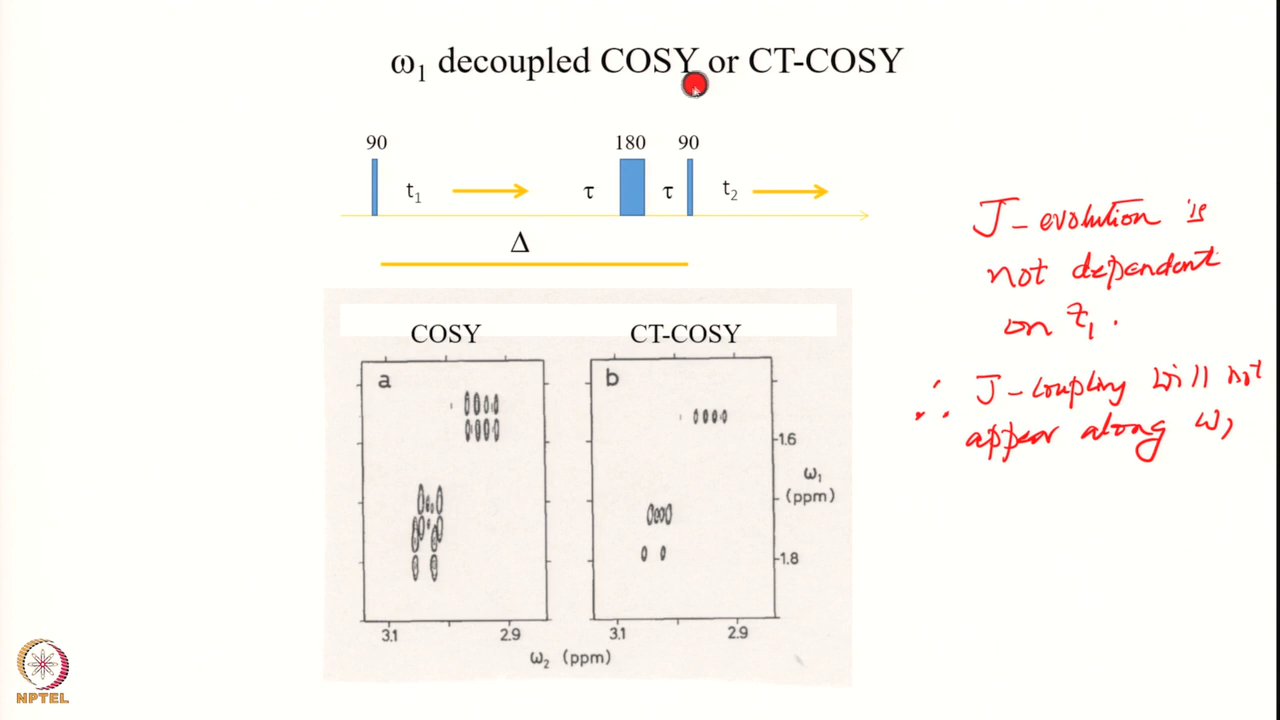 ω₁ decoupled COSY or CT-COSY
90 180 90
t₁ τ τ t₂
Δ
COSY CT-COSY
a b
1.6
ω₁
(ppm)
1.8
3.1 2.9 3.1 2.9
ω₂ (ppm)
J-evolution is
not dependent
on t₁.
∴ J-coupling will not
appear along ω₁
NPTEL